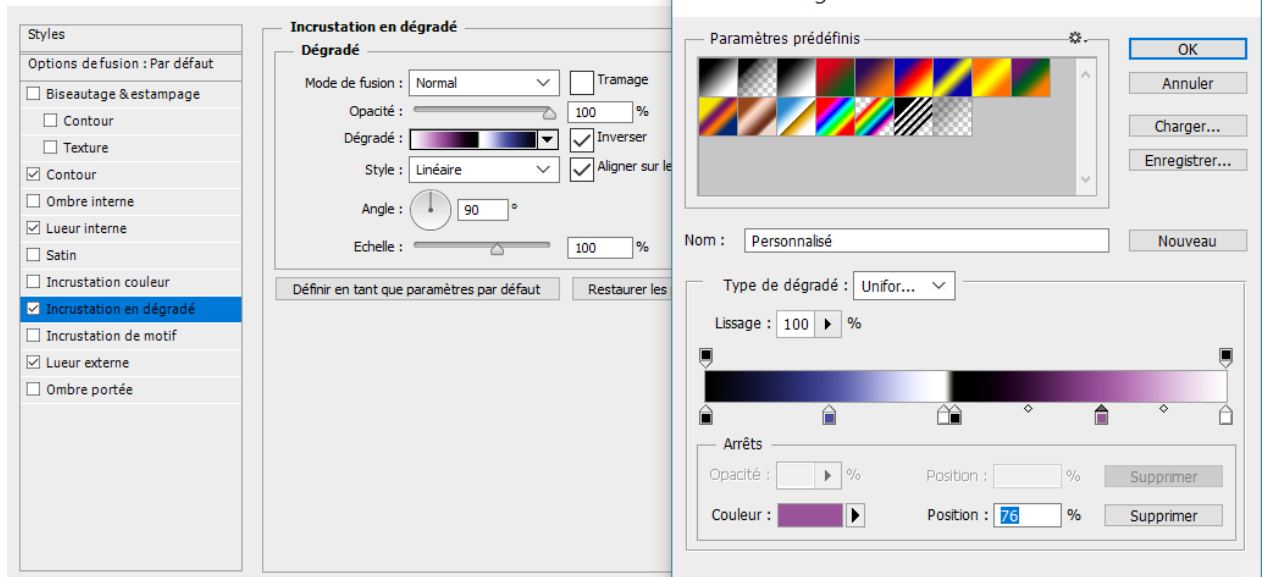 Styles
Options de fusion : Par défaut
Biseautage & estampage
Contour
Texture
Contour
Ombre interne
Lueur interne
Satin
Incrustation couleur
Incrustation en dégradé
Incrustation de motif
Lueur externe
Ombre portée
Incrustation en dégradé
Dégradé
Mode de fusion : Normal Tramage
Opacité : 100 %
Dégradé : Inverser
Style : Linéaire Aligner sur le
Angle : 90 °
Echelle : 100 %
Définir en tant que paramètres par défaut Restaurer les
Paramètres prédéfinis
OK
Annuler
Charger...
Enregistrer...
Nom : Personnalisé Nouveau
Type de dégradé : Unifor...
Lissage : 100 %
Arrêts
Opacité : % Position : % Supprimer
Couleur : Position : 76 % Supprimer